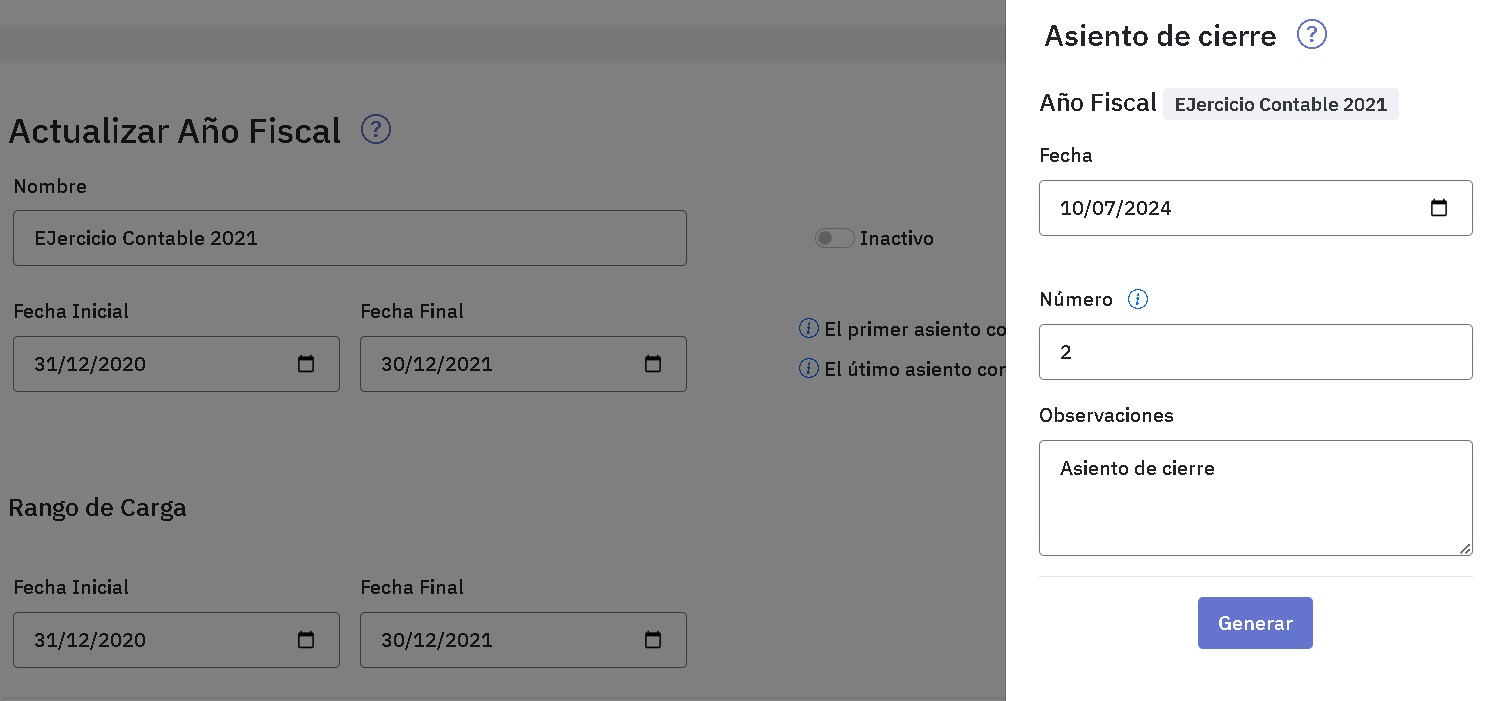 Actualizar Año Fiscal ?
Nombre
EJercicio Contable 2021
Inactivo
Fecha Inicial
Fecha Final
31/12/2020
30/12/2021
El primer asiento co
El útimo asiento cor
Rango de Carga
Fecha Inicial
Fecha Final
31/12/2020
30/12/2021
Asiento de cierre ?
Año Fiscal EJercicio Contable 2021
Fecha
10/07/2024
Número
2
Observaciones
Asiento de cierre
Generar